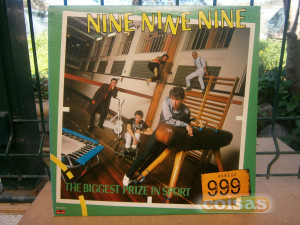 NINE NINE NINE
THE BIGGEST PRIZE IN SPORT
999
coisas